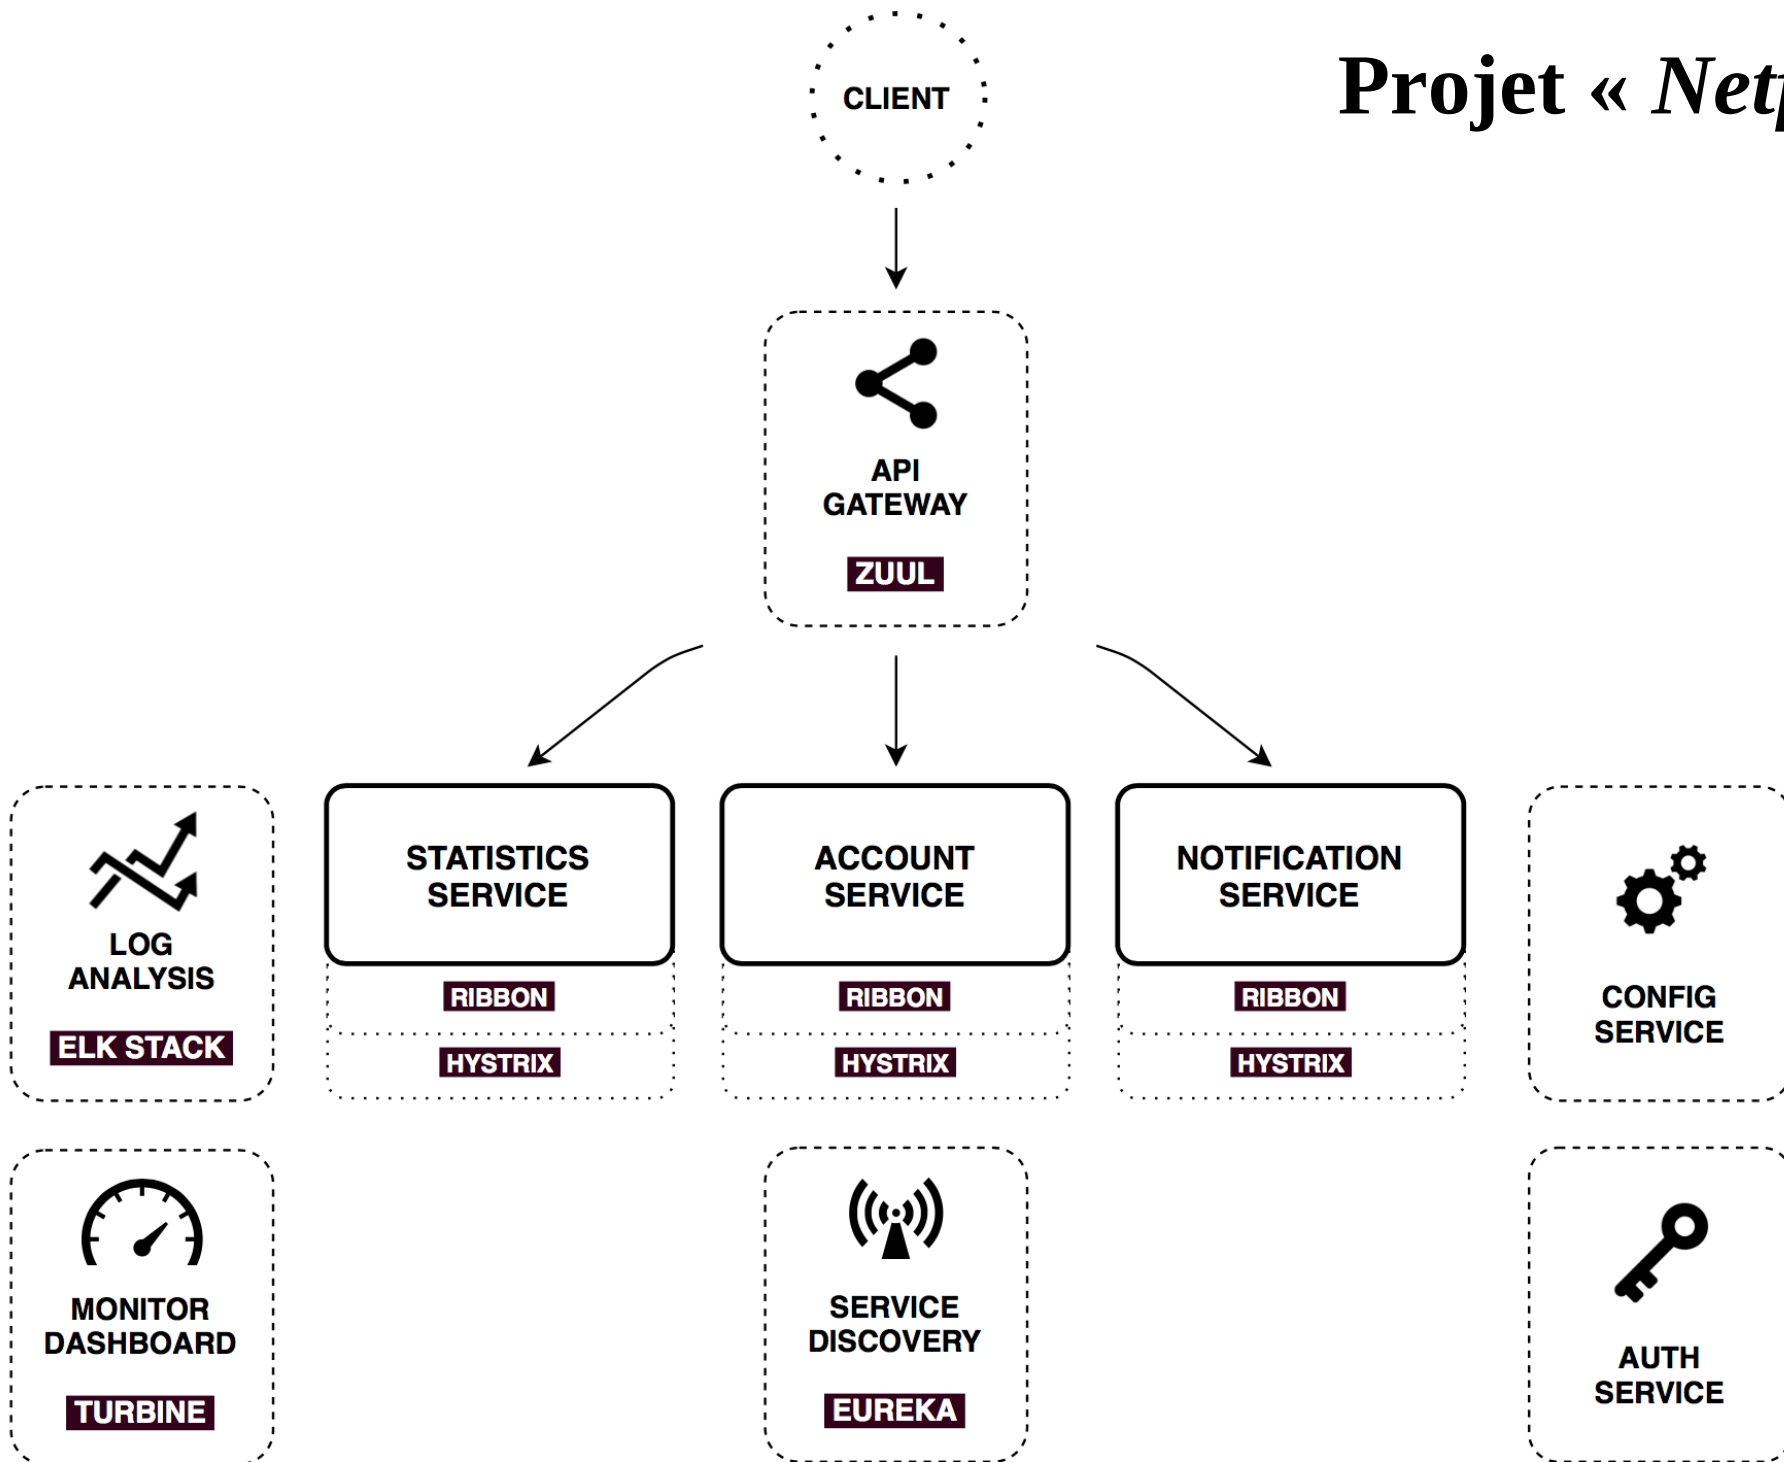 Projet «
CLIENT
API
GATEWAY
ZUUL
STATISTICS
SERVICE
RIBBON
HYSTRIX
ACCOUNT
SERVICE
RIBBON
HYSTRIX
NOTIFICATION
SERVICE
RIBBON
HYSTRIX
LOG
ANALYSIS
ELK STACK
CONFIG
SERVICE
MONITOR
DASHBOARD
TURBINE
SERVICE
DISCOVERY
EUREKA
AUTH
SERVICE